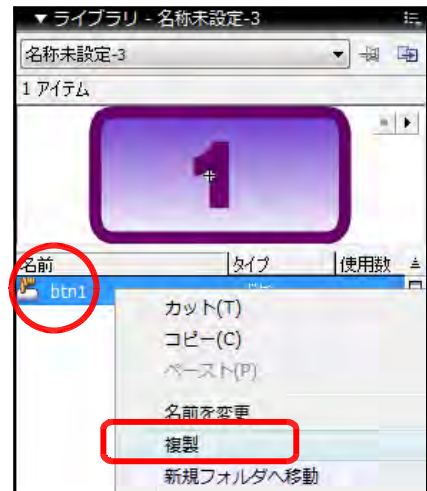 ▼ ライブラリ - 名称未設定-3
名称未設定-3
1 アイテム
1
名前 タイプ 使用数
btn1
カット(T)
コピー(C)
ペースト(P)
名前を変更
複製
新規フォルダへ移動